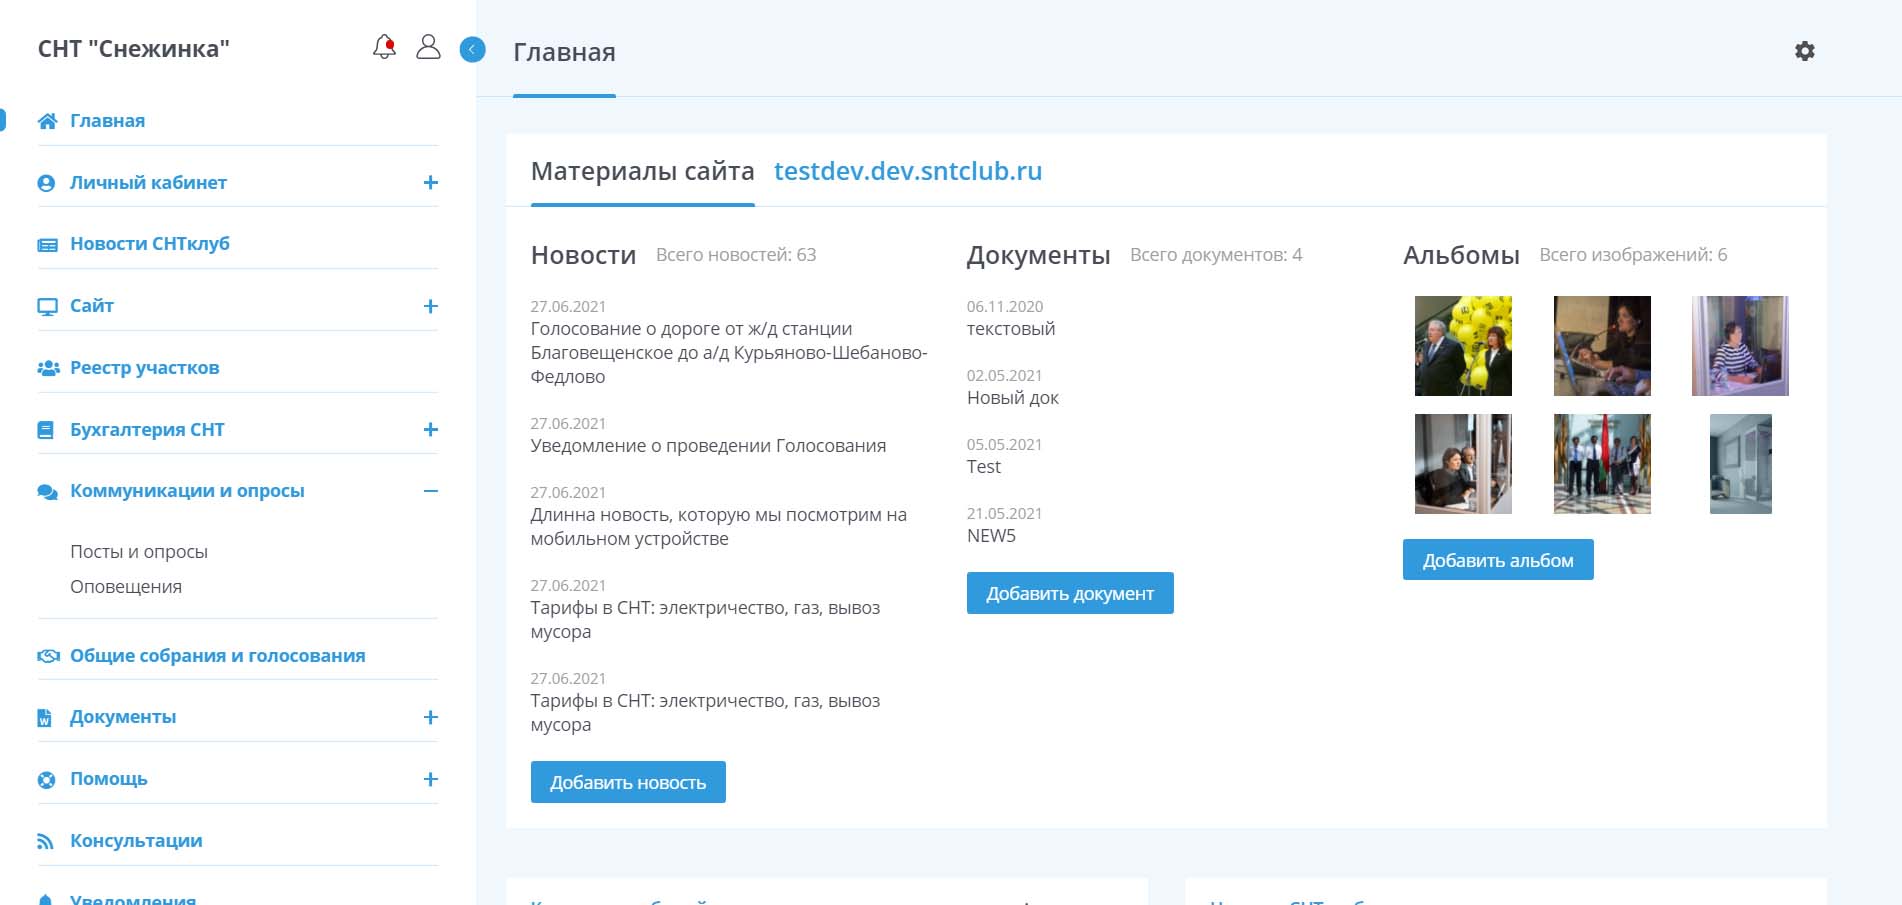 СНТ "Снежинка"
Главная
Личный кабинет
Новости СНТклуб
Сайт
Реестр участков
Бухгалтерия СНТ
Коммуникации и опросы
Посты и опросы
Оповещения
Общие собрания и голосования
Документы
Помощь
Консультации
Уведомления
Главная
Материалы сайта testdev.dev.sntclub.ru
Новости Всего новостей: 63
27.06.2021
Голосование о дороге от ж/д станции
Благовещенское до а/д Курьяново-Шебаново-
Федлово
27.06.2021
Уведомление о проведении Голосования
27.06.2021
Длинна новость, которую мы посмотрим на
мобильном устройстве
27.06.2021
Тарифы в СНТ: электричество, газ, вывоз
мусора
27.06.2021
Тарифы в СНТ: электричество, газ, вывоз
мусора
Добавить новость
Документы Всего документов: 4
06.11.2020
текстовый
02.05.2021
Новый док
05.05.2021
Test
21.05.2021
NEW5
Добавить документ
Альбомы Всего изображений: 6
Добавить альбом